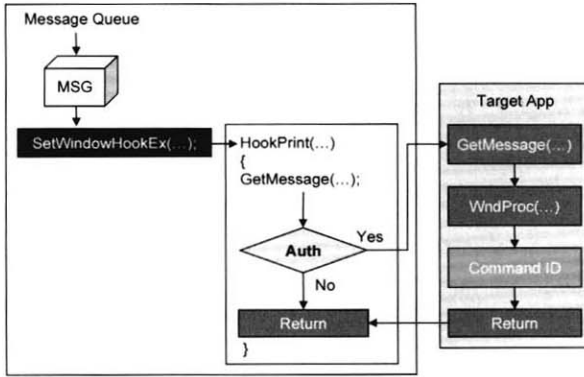 Message Queue
MSG
SetWindowHookEx(...);
HookPrint(...)
{
GetMessage(...);
Auth
Yes
No
Return
}
Target App
GetMessage(...)
WndProc(...)
Command ID
Return